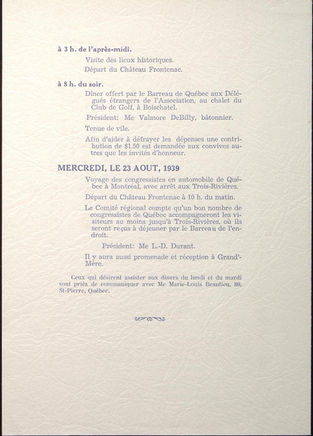 à 3 h. de l'après-midi.
Visite des lieux historiques.
Départ du Château Frontenac.
à 8 h. du soir.
Dîner offert par le Barreau de Québec aux Délé-
gués étrangers de l'Association, au chalet du
Club de Golf, à Boischatel.
Président: Me Valmore DeBilly, bâtonnier.
Tenue de vile.
Afin d'aider à défrayer les dépenses une contri-
bution de $1.50 est demandée aux convives au-
tres que les invités d'honneur.
MERCREDI, LE 23 AOUT, 1939
Voyage des congressistes en automobile de Qué-
bec à Montréal, avec arrêt aux Trois-Rivières.
Départ du Château Frontenac à 10 h. du matin.
Le Comité régional compte qu'un bon nombre de
congressistes de Québec accompagneront les vi-
siteurs au moins jusqu'à Trois-Rivières, où ils
seront reçus à déjeuner par le Barreau de l'en-
droit.
Président: Me L.-D. Durant.
Il y aura aussi promenade et réception à Grand'-
Mère.
Ceux qui désirent assister aux dîners du lundi et du mardi
sont priés de communiquer avec Me Marie-Louis Beaulieu,
St-Pierre, Québec.